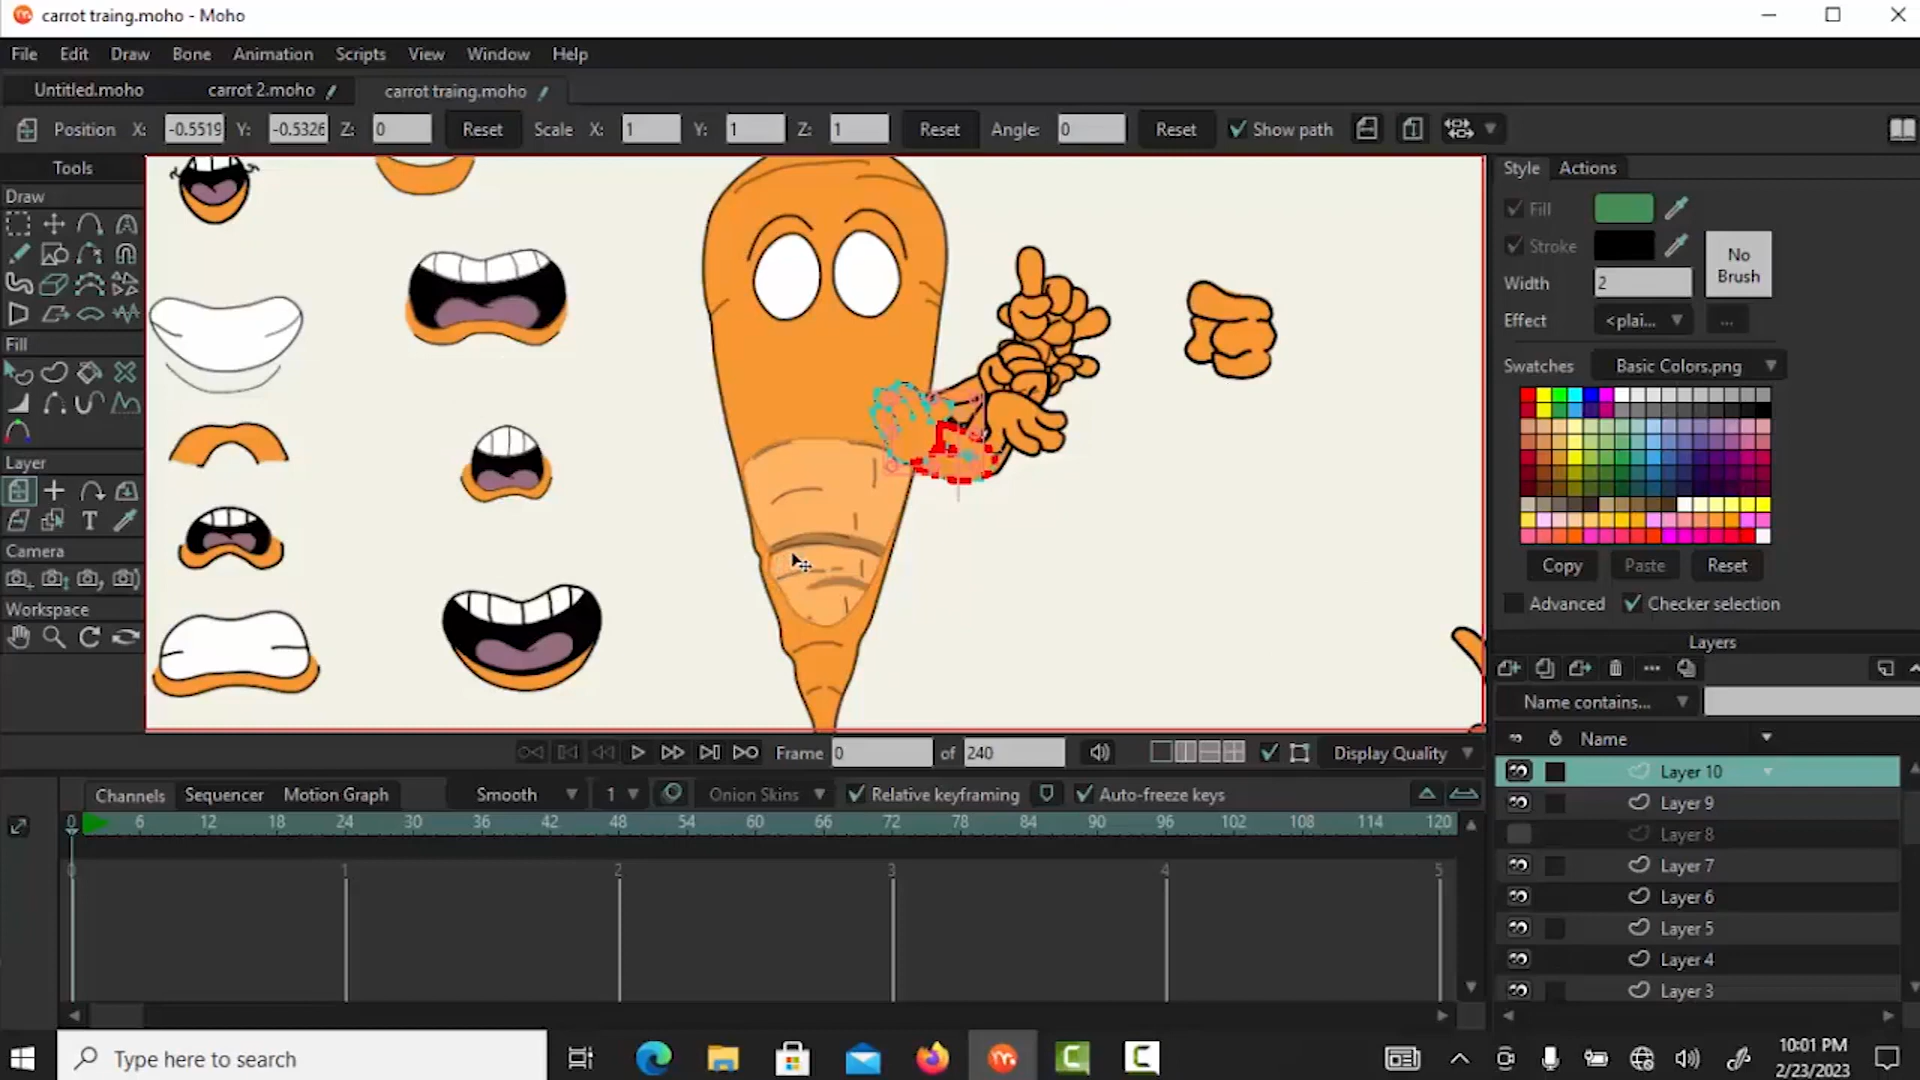 carrot traing.moho - Moho
File Edit Draw Bone Animation Scripts View Window Help
Untitled.moho carrot 2.moho carrot traing.moho
Position X: -0.5519 Y: -0.5326 Z: 0 Reset Scale X: 1 Y: 1 Z: 1 Reset Angle: 0 Reset Show path
Tools
Draw
Fill
Layer
T
Camera
Workspace
Style Actions
Fill
Stroke
No
Brush
Width 2
Effect <plai... ...
Swatches Basic Colors.png
Copy Paste Reset
Advanced Checker selection
Layers
Name contains...
Name
Layer 10
Layer 9
Layer 8
Layer 7
Layer 6
Layer 5
Layer 4
Layer 3
Frame 0 of 240 Display Quality
Channels Sequencer Motion Graph Smooth 1 Onion Skins Relative keyframing Auto-freeze keys
0 6 12 18 24 30 36 42 48 54 60 66 72 78 84 90 96 102 108 114 120
0 1 2 3 4 5
Type here to search
10:01 PM
2/23/2023